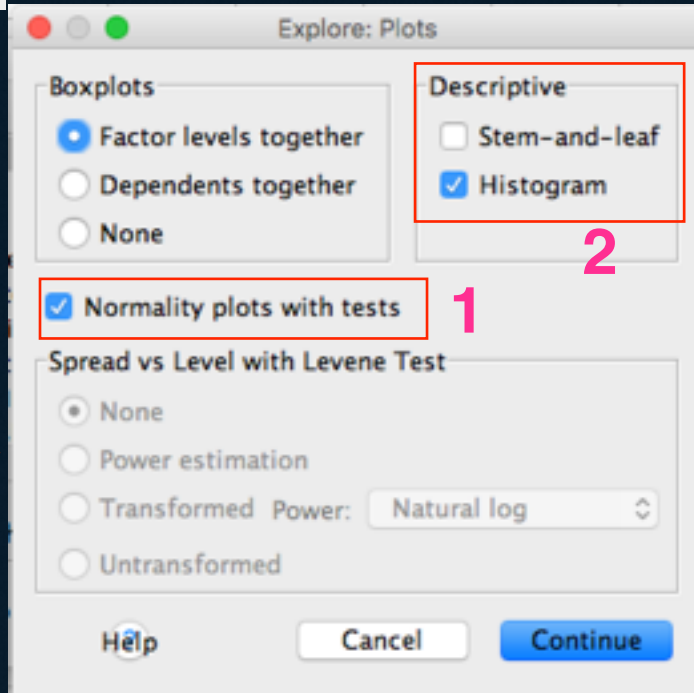 Explore: Plots
Boxplots
Factor levels together
Dependents together
None
Descriptive
Stem-and-leaf
Histogram
2
Normality plots with tests
1
Spread vs Level with Levene Test
None
Power estimation
Transformed Power: Natural log
Untransformed
Help
Cancel
Continue